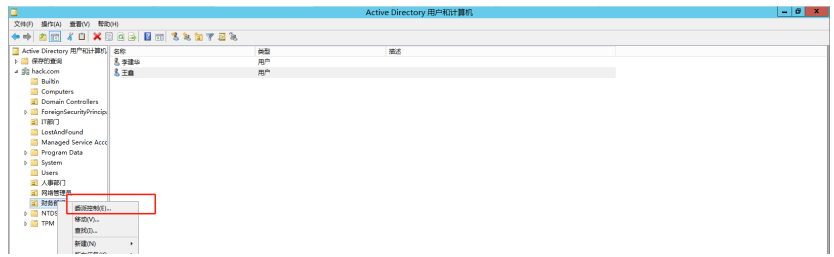 Active Directory 用户和计算机
文件(F) 操作(A) 查看(V) 帮助(H)
Active Directory 用户和计算机
名称 类型 描述
保存的查询
李建华 用户
hack.com
王鑫 用户
Builtin
Computers
Domain Controllers
ForeignSecurityPrincip
IT部门
LostAndFound
Managed Service Acc
Program Data
System
Users
人事部门
网络管理员
财务部
委派控制(E)...
NTDS
移动(V)...
TPM
查找(I)...
新建(N)